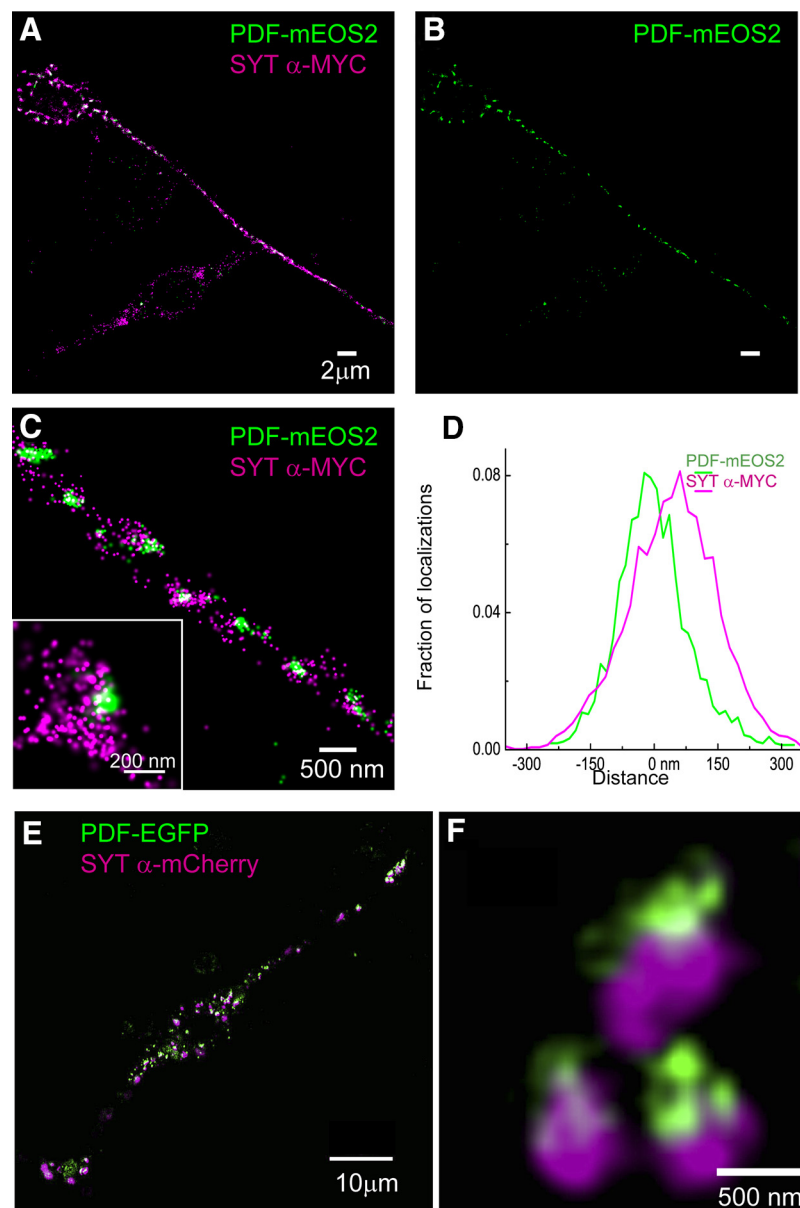 A
PDF-mEOS2
SYT α-MYC
2μm
B
PDF-mEOS2
C
PDF-mEOS2
SYT α-MYC
200 nm
500 nm
D
PDF-mEOS2
SYT α-MYC
Fraction of localizations
0.08
0.04
0.00
-300 -150 0 nm 150 300
Distance
E
PDF-EGFP
SYT α-mCherry
10μm
F
500 nm